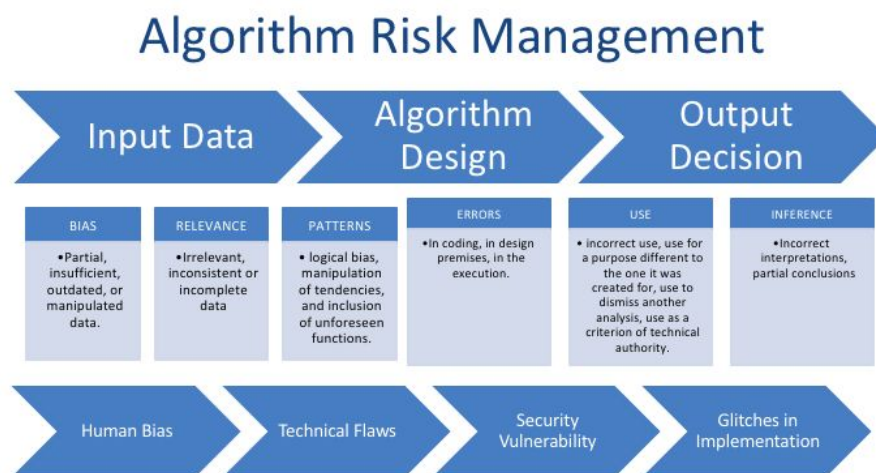 Algorithm Risk Management
Input Data
Algorithm
Design
Output
Decision
BIAS
•Partial,
insufficient,
outdated, or
manipulated
data.
RELEVANCE
•Irrelevant,
inconsistent or
incomplete
data
PATTERNS
• logical bias,
manipulation
of tendencies,
and inclusion
of unforeseen
functions.
ERRORS
•In coding, in design
premises, in the
execution.
USE
• incorrect use, use for
a purpose different to
the one it was
created for, use to
dismiss another
analysis, use as a
criterion of technical
authority.
INFERENCE
•Incorrect
interpretations,
partial conclusions
Human Bias
Technical Flaws
Security
Vulnerability
Glitches in
Implementation